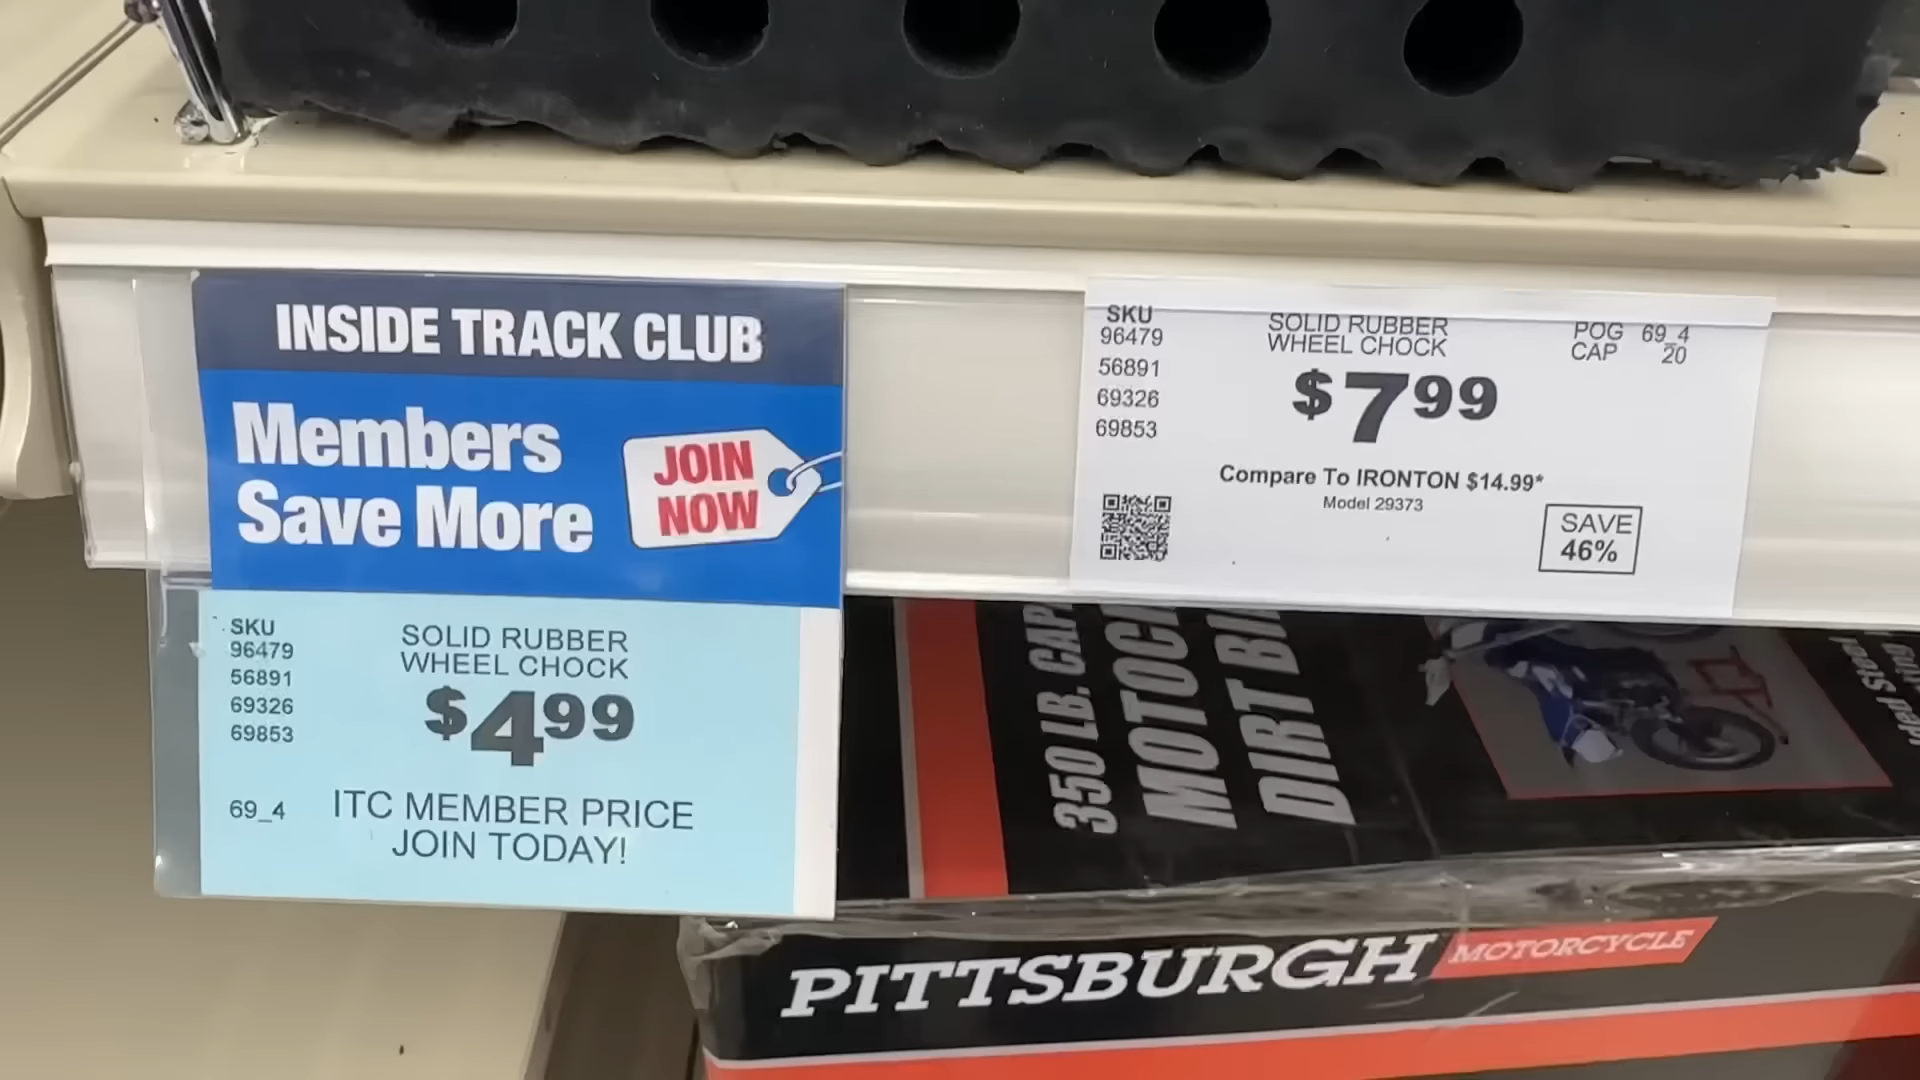 INSIDE TRACK CLUB
Members
Save More
JOIN
NOW
SKU
96479
56891
69326
69853
SOLID RUBBER
WHEEL CHOCK
$4.99
69_4
ITC MEMBER PRICE
JOIN TODAY!
SKU
96479
56891
69326
69853
SOLID RUBBER
WHEEL CHOCK
POG 69_4
CAP 20
$7.99
Compare To IRONTON $14.99*
Model 29373
SAVE
46%
350 LB.
DIRT
PITTSBURGH MOTORCYCLE